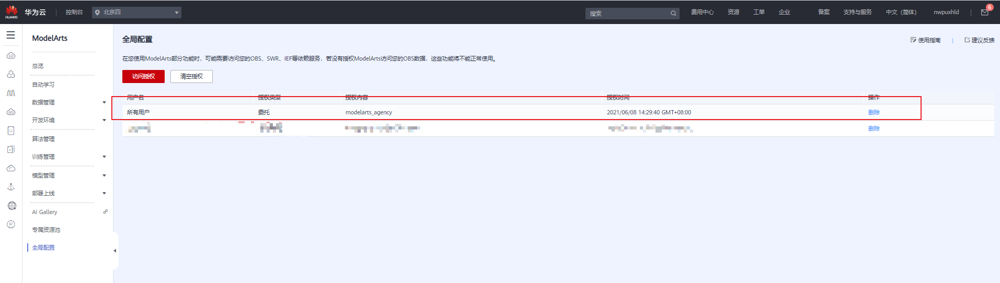 HUAWEI 华为云 控制台 北京四 搜索 费用中心 资源 工单 企业 备案 支持与服务 中文（简体） nwpuxhld 6
ModelArts
总览
自动学习
数据管理
开发环境
算法管理
训练管理
模型管理
部署上线
AI Gallery
专属资源池
全局配置
IP
全局配置 使用指南 建议反馈
在您使用ModelArts部分功能时，可能需要访问您的OBS、SWR、IEF等依赖服务，若没有授权ModelArts访问您的OBS数据，这些功能将不能正常使用。
访问授权 清空授权
用户名 授权类型 授权内容 授权时间 操作
所有用户 委托 modelarts_agency 2021/06/08 14:29:40 GMT+08:00 删除
删除